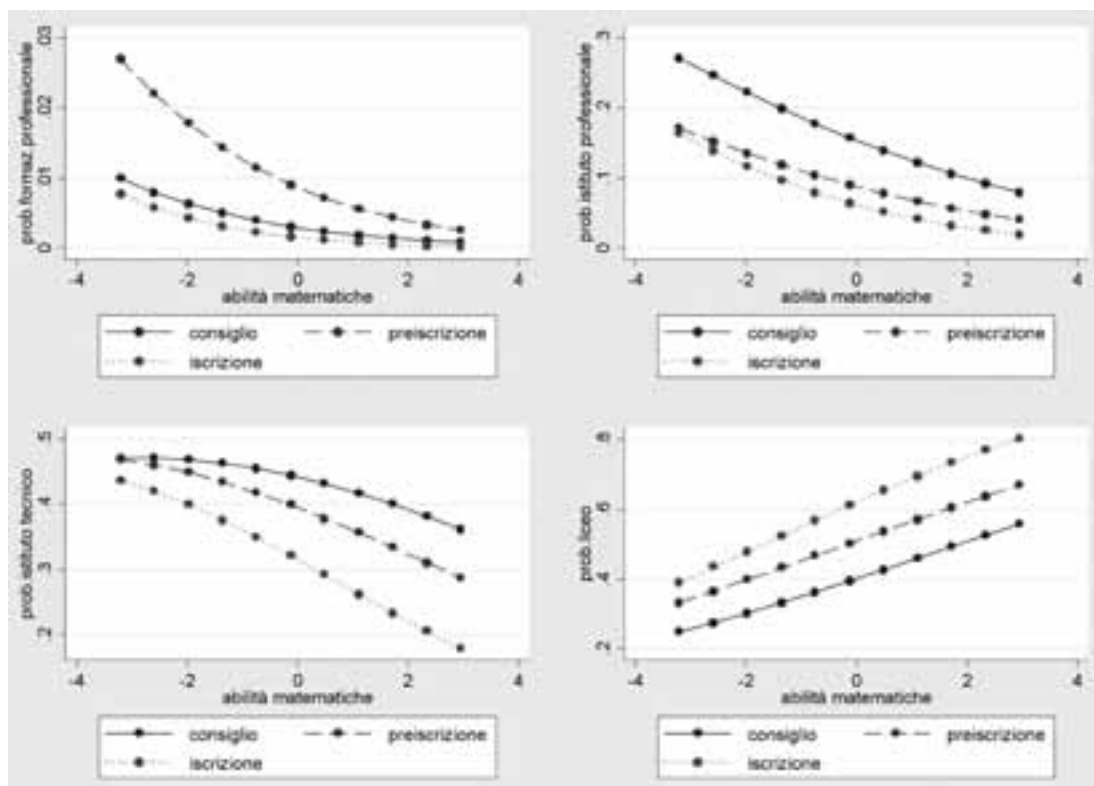 prob.formaz.professionale
0 .01 .02 .03
-4 -2 0 2 4
abilità matematiche
consiglio preiscrizione
iscrizione
prob.istituto professionale
0 .1 .2 .3
-4 -2 0 2 4
abilità matematiche
consiglio preiscrizione
iscrizione
prob.istituto tecnico
.2 .3 .4 .5
-4 -2 0 2 4
abilità matematiche
consiglio preiscrizione
iscrizione
prob.liceo
.2 .4 .6 .8
-4 -2 0 2 4
abilità matematiche
consiglio preiscrizione
iscrizione